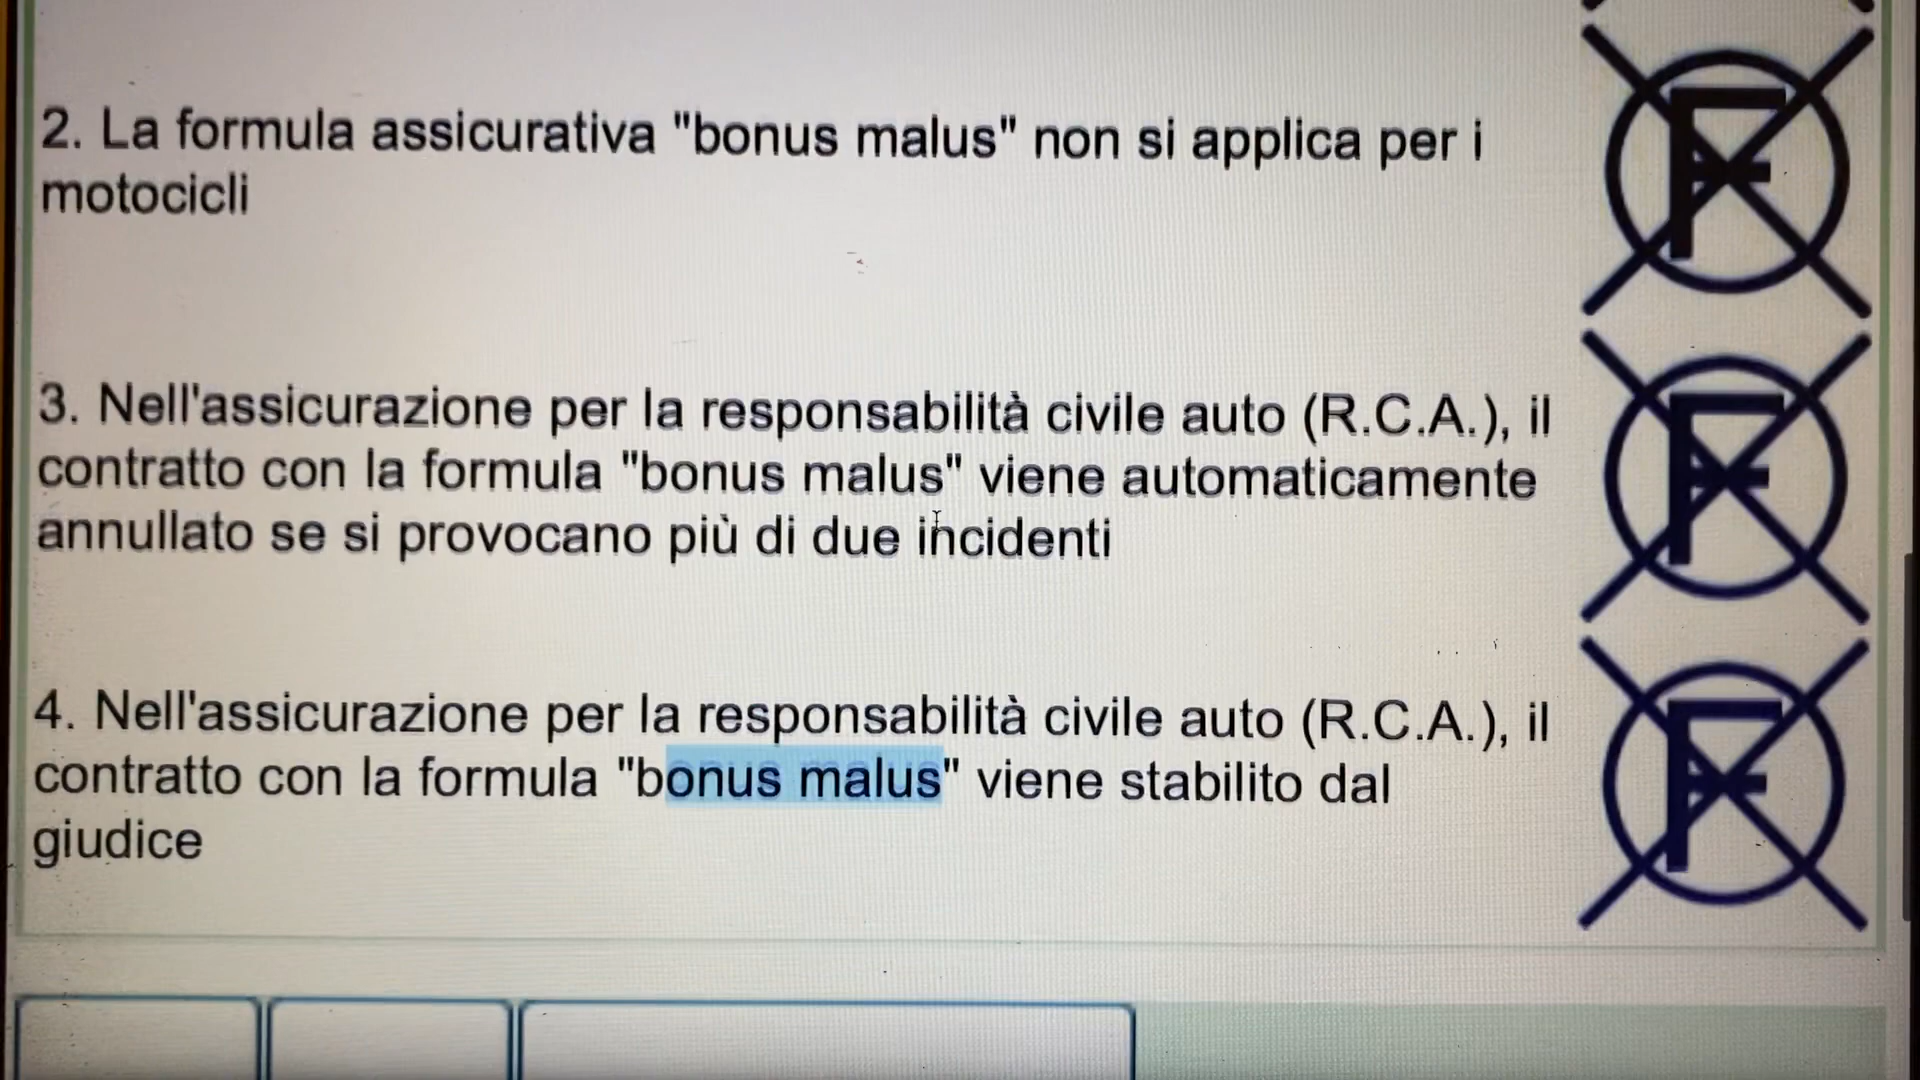 2. La formula assicurativa "bonus malus" non si applica per i
motocicli
F
3. Nell'assicurazione per la responsabilità civile auto (R.C.A.), il
contratto con la formula "bonus malus" viene automaticamente
annullato se si provocano più di due incidenti
F
4. Nell'assicurazione per la responsabilità civile auto (R.C.A.), il
contratto con la formula "bonus malus" viene stabilito dal
giudice
F